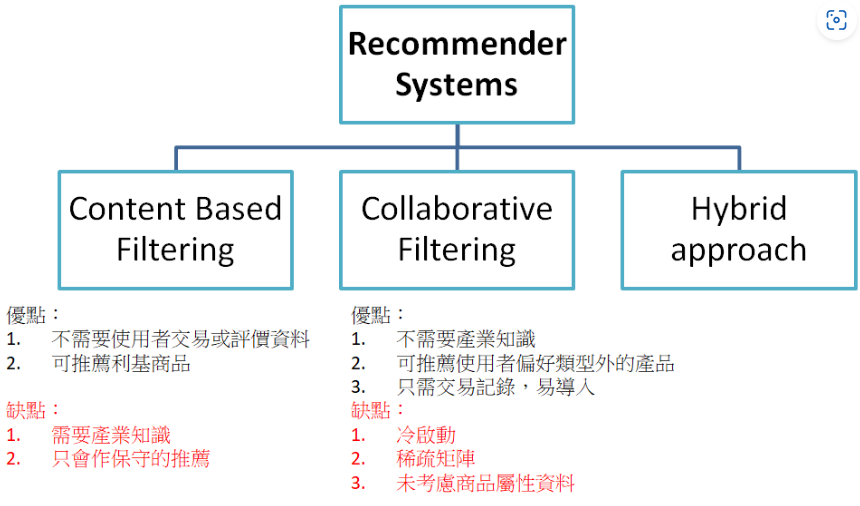 Recommender
Systems
Content Based
Filtering
Collaborative
Filtering
Hybrid
approach
優點：
1. 不需要使用者交易或評價資料
2. 可推薦利基商品
缺點：
1. 需要產業知識
2. 只會作保守的推薦
優點：
1. 不需要產業知識
2. 可推薦使用者偏好類型外的產品
3. 只需交易記錄，易導入
缺點：
1. 冷啟動
2. 稀疏矩陣
3. 未考慮商品屬性資料